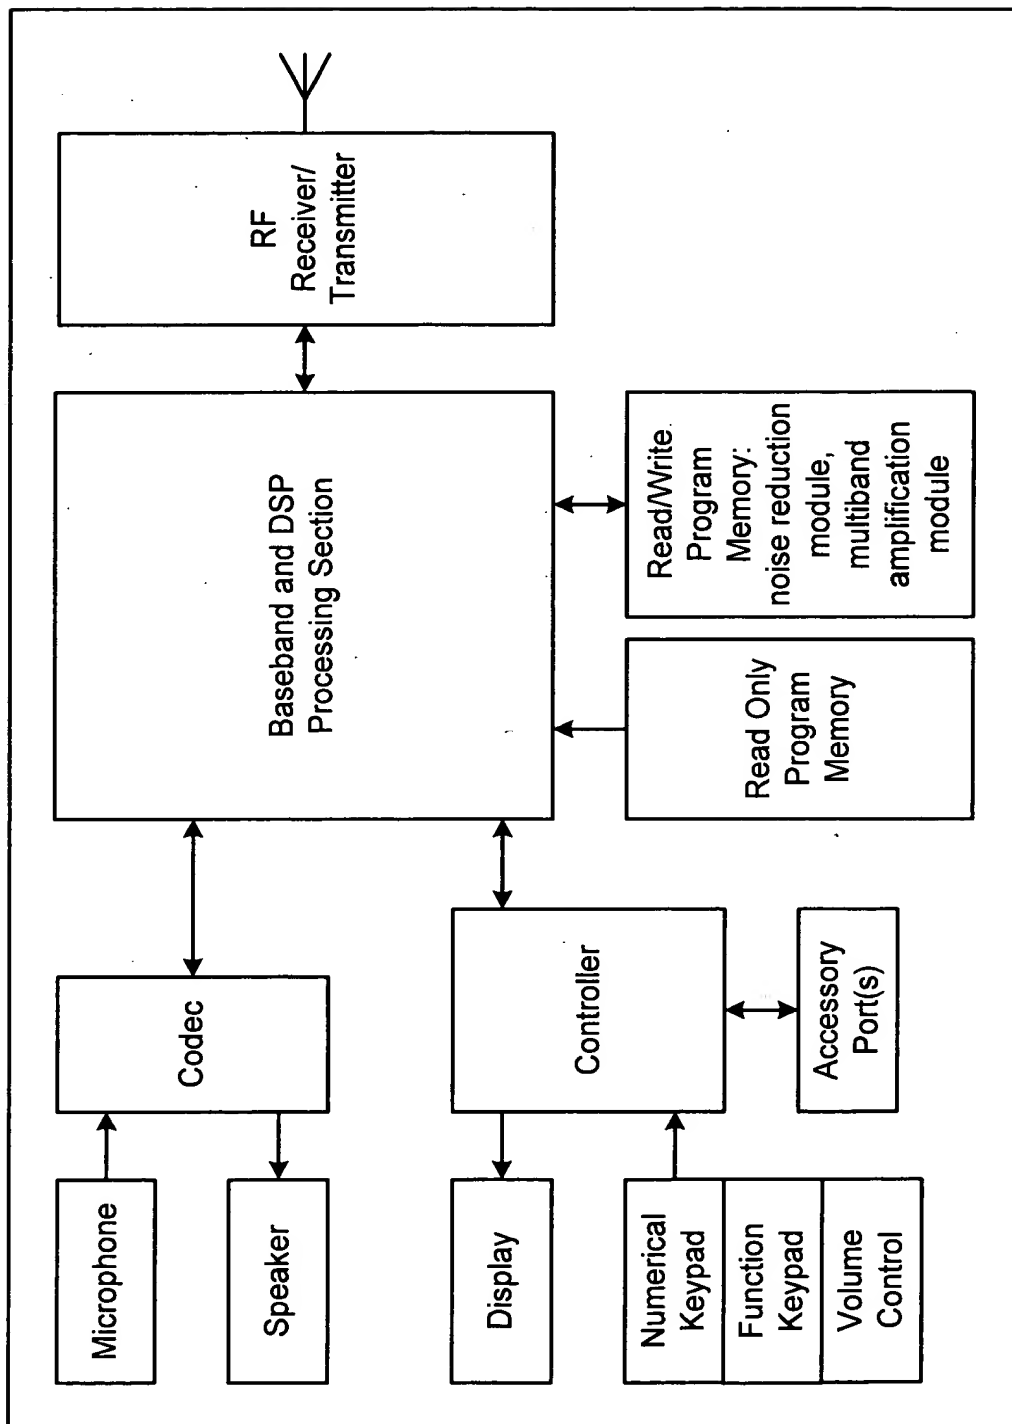 Microphone
Speaker
Codec
Display
Numerical
Keypad
Function
Keypad
Volume
Control
Controller
Accessory
Port(s)
Baseband and DSP
Processing Section
Read Only
Program
Memory
Read/Write
Program
Memory:
noise reduction
module,
multiband
amplification
module
RF
Receiver/
Transmitter